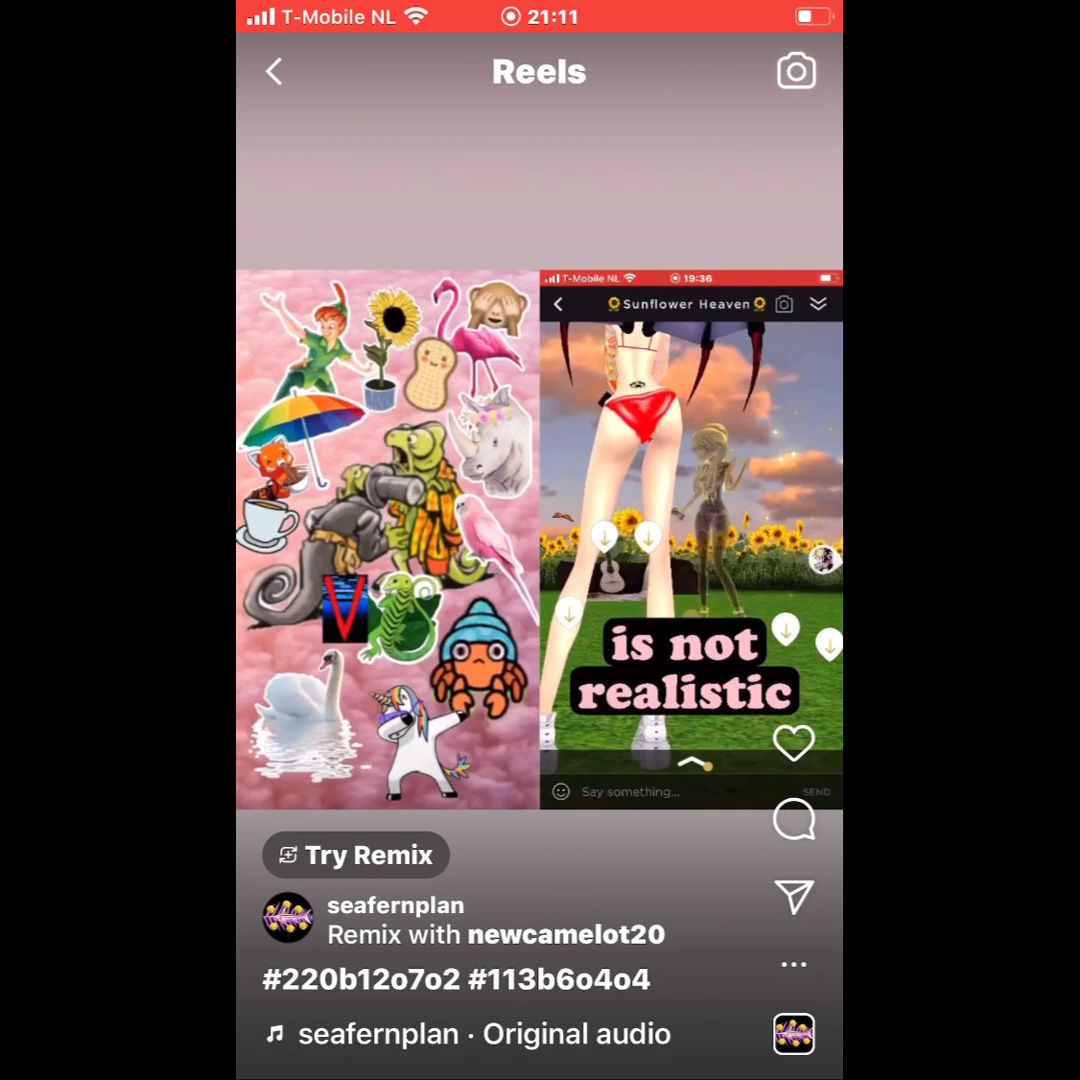 T-Mobile NL
21:11
Reels
T-Mobile NL
19:36
Sunflower Heaven
V
is not
realistic
Say something...
SEND
Try Remix
seafernplan
Remix with newcamelot20
#220b12o7o2 #113b6o4o4
seafernplan · Original audio